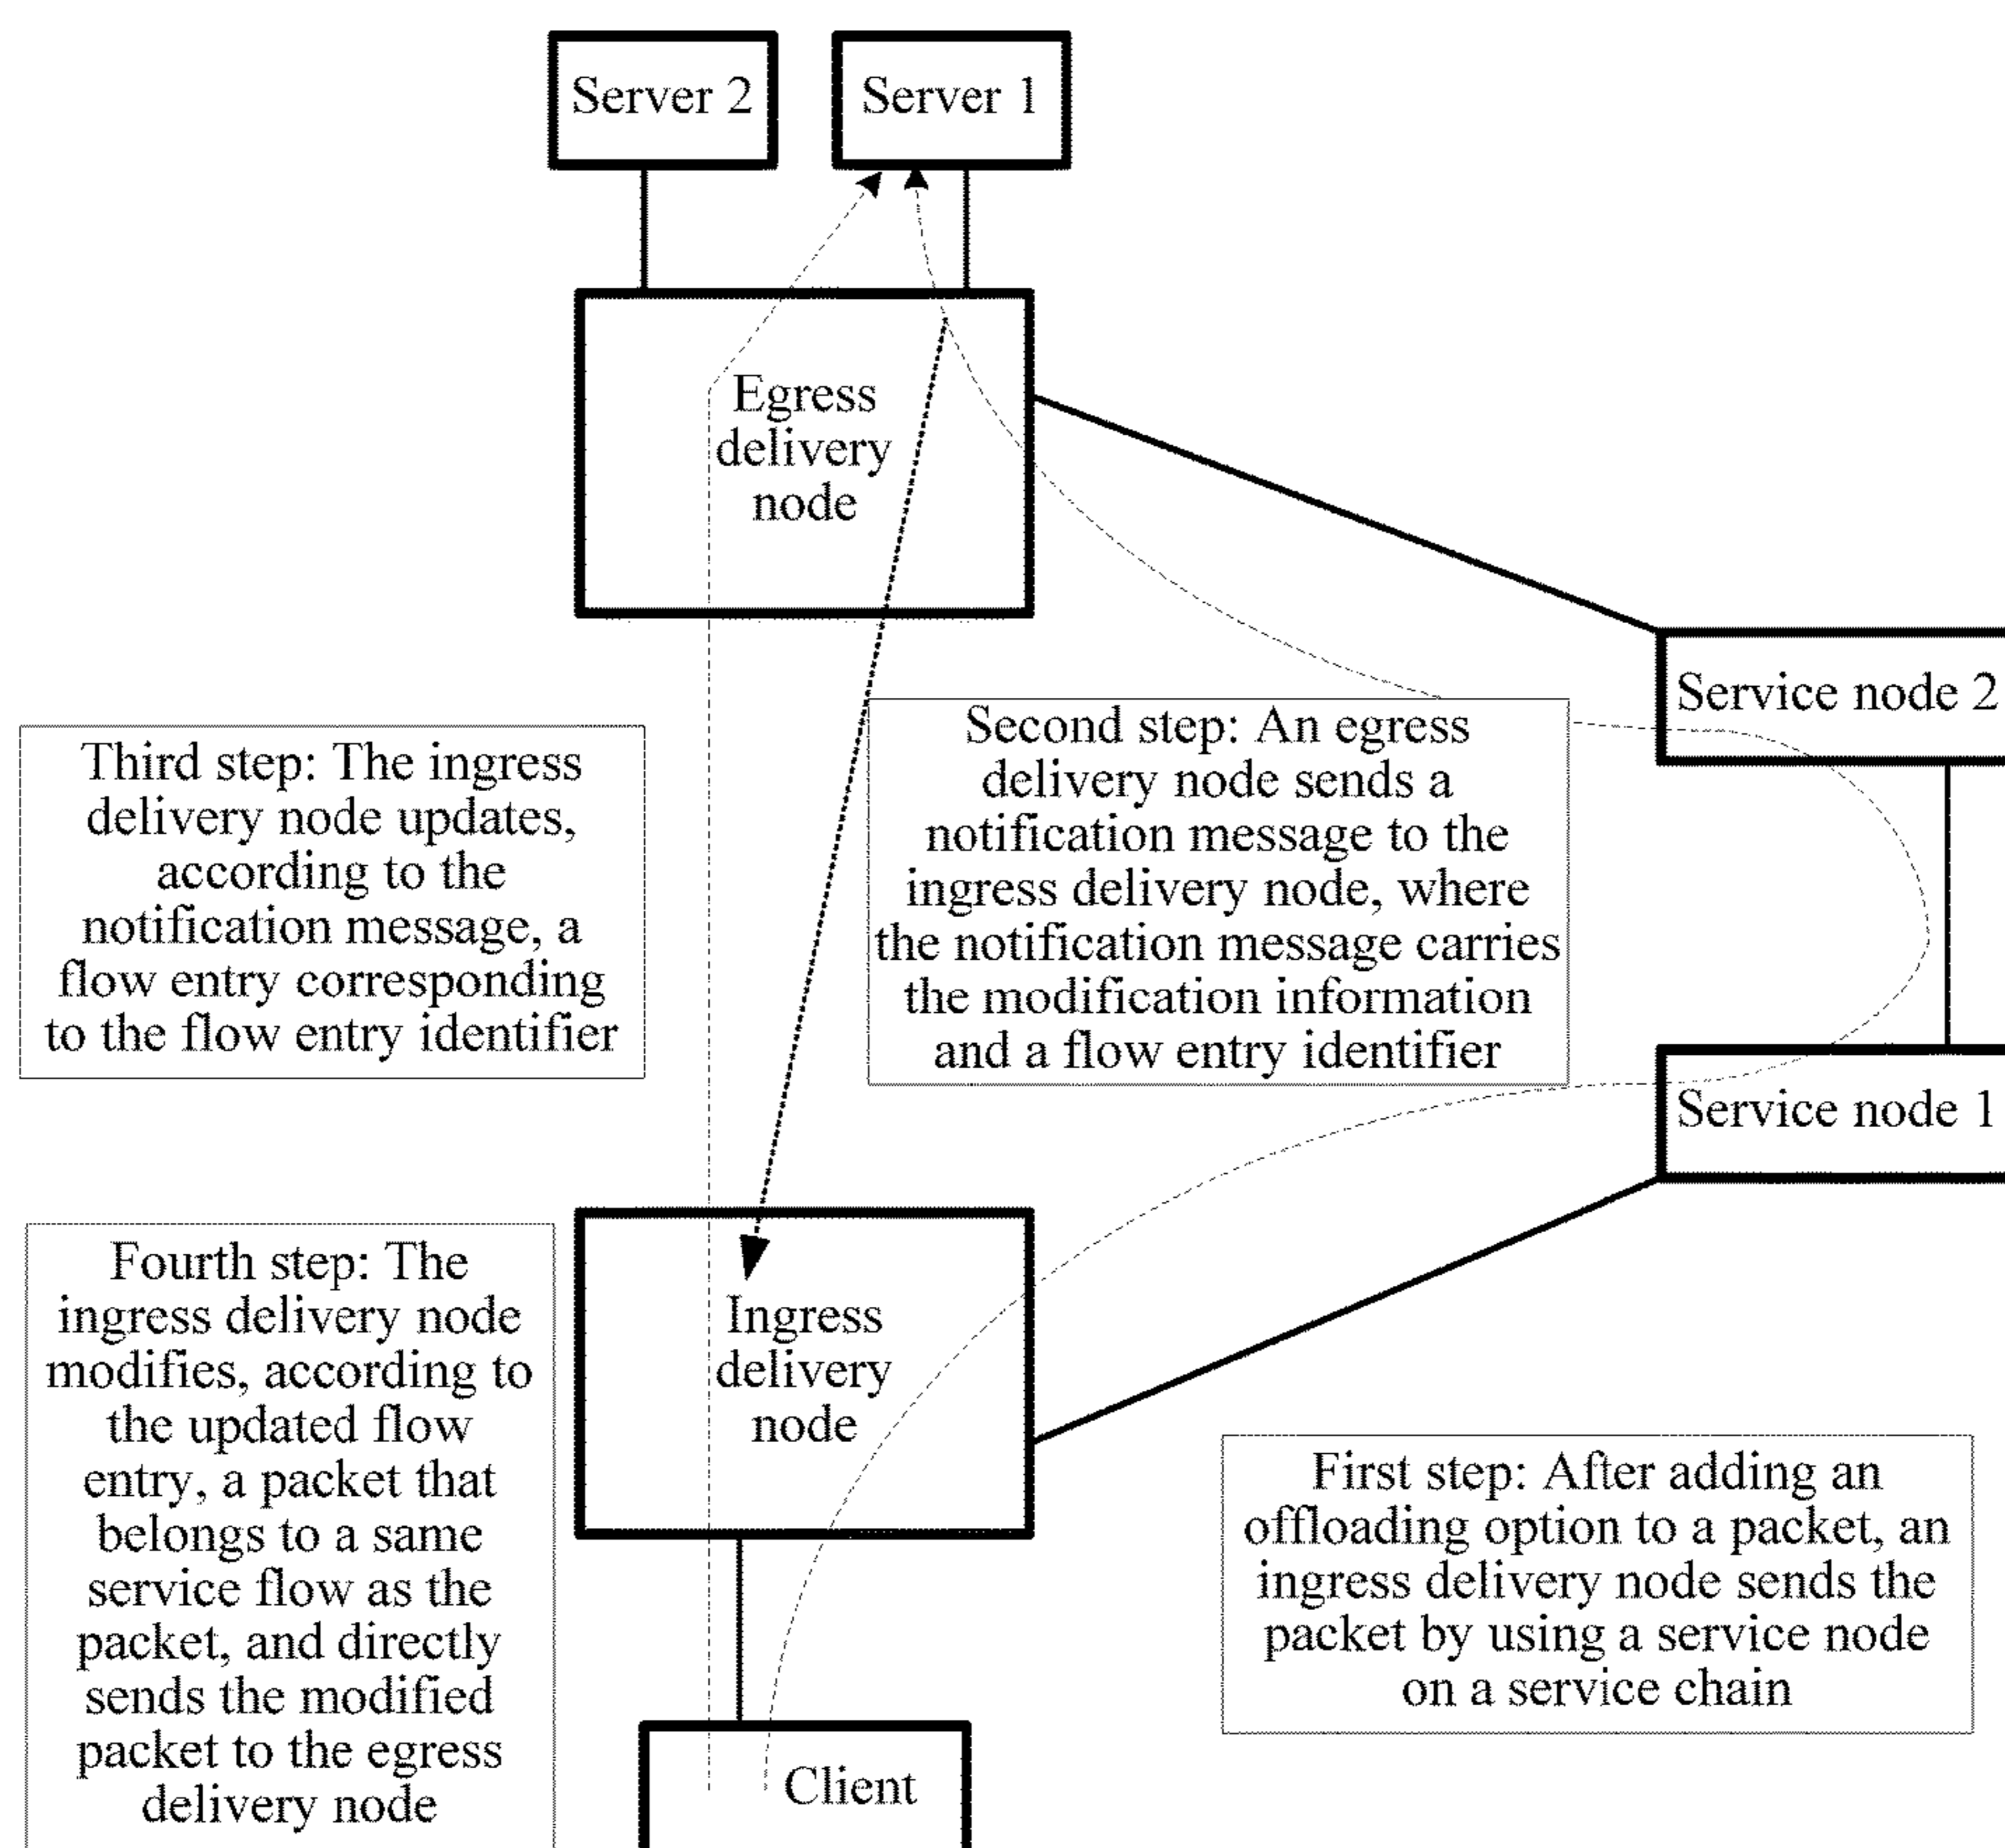 Server 2
Server 1
Egress
delivery
node
Service node 2
Second step: An egress
delivery node sends a
notification message to the
ingress delivery node, where
the notification message carries
the modification information
and a flow entry identifier
Third step: The ingress
delivery node updates,
according to the
notification message, a
flow entry corresponding
to the flow entry identifier
Service node 1
Ingress
delivery
node
Fourth step: The
ingress delivery node
modifies, according to
the updated flow
entry, a packet that
belongs to a same
service flow as the
packet, and directly
sends the modified
packet to the egress
delivery node
First step: After adding an
offloading option to a packet, an
ingress delivery node sends the
packet by using a service node
on a service chain
Client